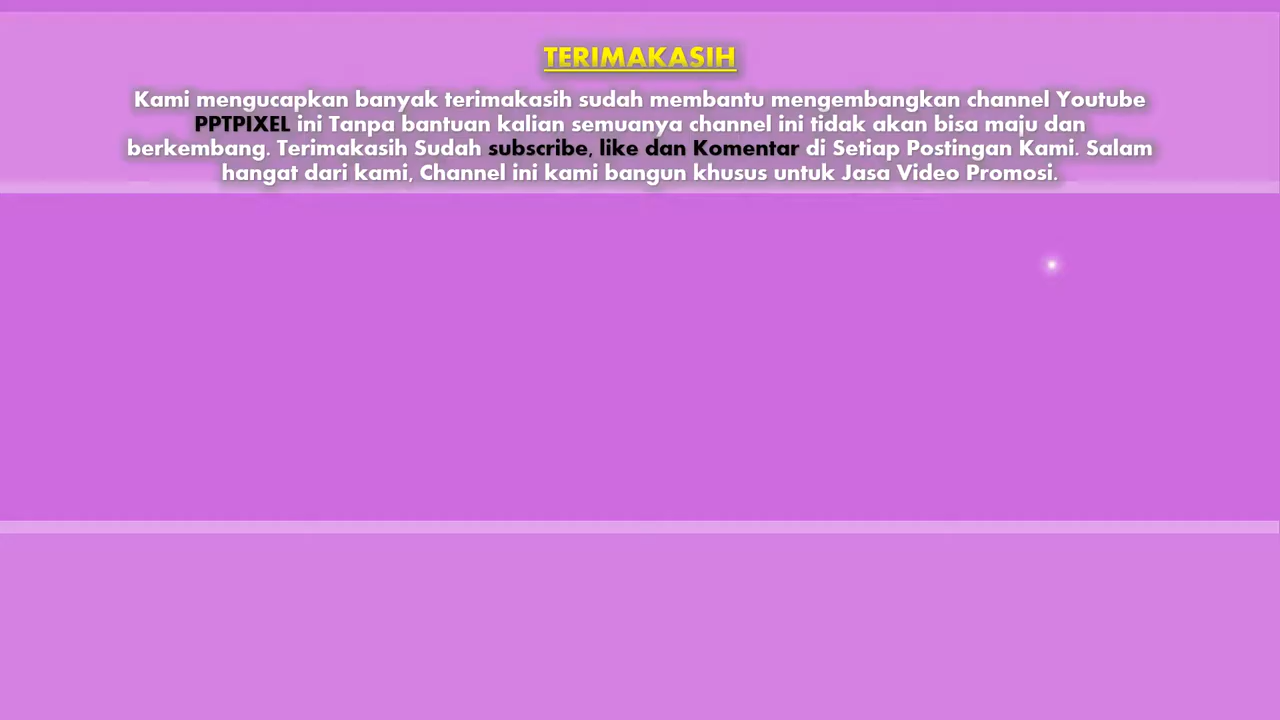 TERIMAKASIH
Kami mengucapkan banyak terimakasih sudah membantu mengembangkan channel Youtube
PPTPIXEL ini Tanpa bantuan kalian semuanya channel ini tidak akan bisa maju dan
berkembang. Terimakasih Sudah subscribe, like dan Komentar di Setiap Postingan Kami. Salam
hangat dari kami, Channel ini kami bangun khusus untuk Jasa Video Promosi.